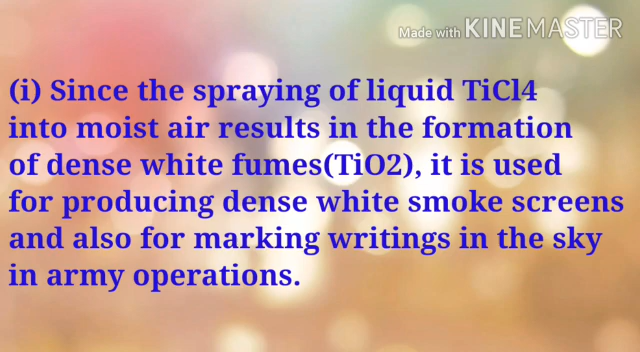 Made with KINEMASTER
(i) Since the spraying of liquid TiCl4
into moist air results in the formation
of dense white fumes(TiO2), it is used
for producing dense white smoke screens
and also for marking writings in the sky
in army operations.